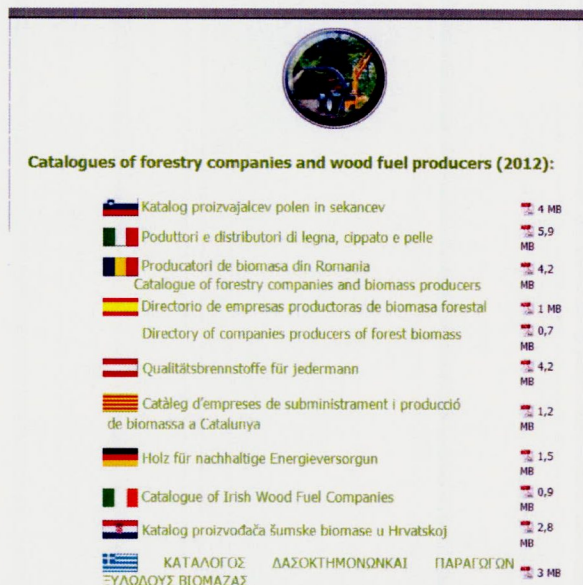 Catalogues of forestry companies and wood fuel producers (2012):
Katalog proizvajalcev polen in sekancev 4 MB
Poduttori e distributori di legna, cippato e pelle 5,9
MB
Producatori de biomasa din Romania
Catalogue of forestry companies and biomass producers 4,2
MB
Directorio de empresas productoras de biomasa forestal 1 MB
Directory of companies producers of forest biomass 0,7
MB
Qualitätsbrennstoffe für jedermann 4,2
MB
Catàleg d'empreses de subministrament i producció
de biomassa a Catalunya 1,2
MB
Holz für nachhaltige Energieversorgun 1,5
MB
Catalogue of Irish Wood Fuel Companies 0,9
MB
Katalog proizvođača šumske biomase u Hrvatskoj 2,8
MB
ΚΑΤΑΛΟΓΟΣ ΔΑΣΟΚΤΗΜΟΝΩΝΚΑΙ ΠΑΡΑΓΩΓΩΝ
ΞΥΛΩΔΟΥΣ ΒΙΟΜΑΖΑΣ 3 MB